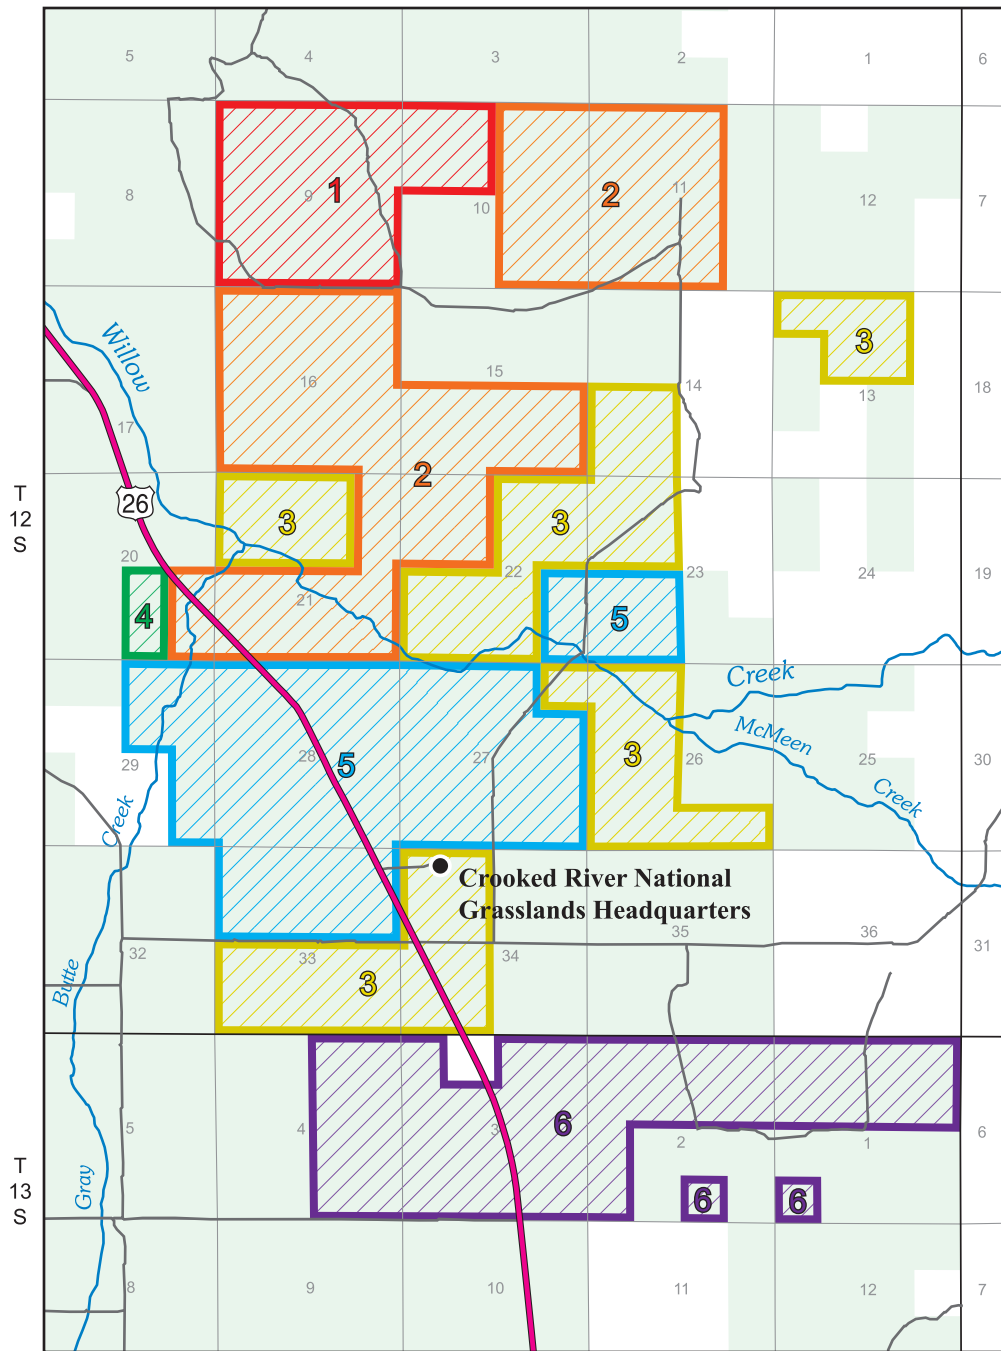 5 4 3 2 1 6
8 9 1 10 2 11 12 7
Willow
3
16 15 14 13 18
17
2
26
3 3
T
12
S
20 22 23 24 19
21
4 5
Creek
McMeen
29 28 5 27 3 26 25 30
Creek
Creek
Crooked River National
Grasslands Headquarters
32 33 34 35 36 31
Butte
3
5 4 3 6 2 1 6
T
13
S
Gray
6 6
8 9 10 11 12 7